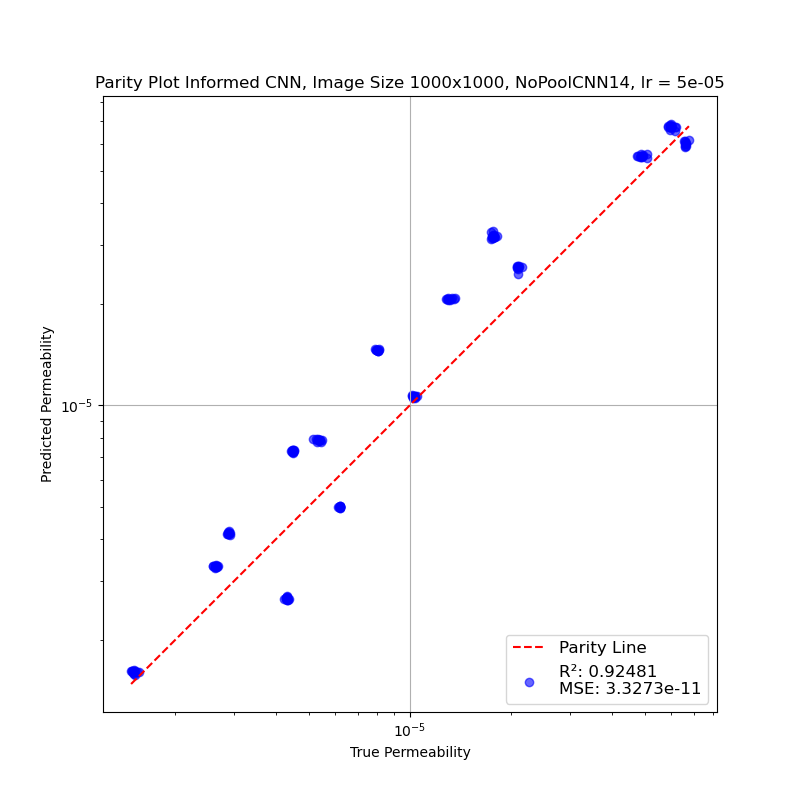 Parity Plot Informed CNN, Image Size 1000x1000, NoPoolCNN14, lr = 5e-05
Predicted Permeability
10⁻⁵
Parity Line
R²: 0.92481
MSE: 3.3273e-11
10⁻⁵
True Permeability